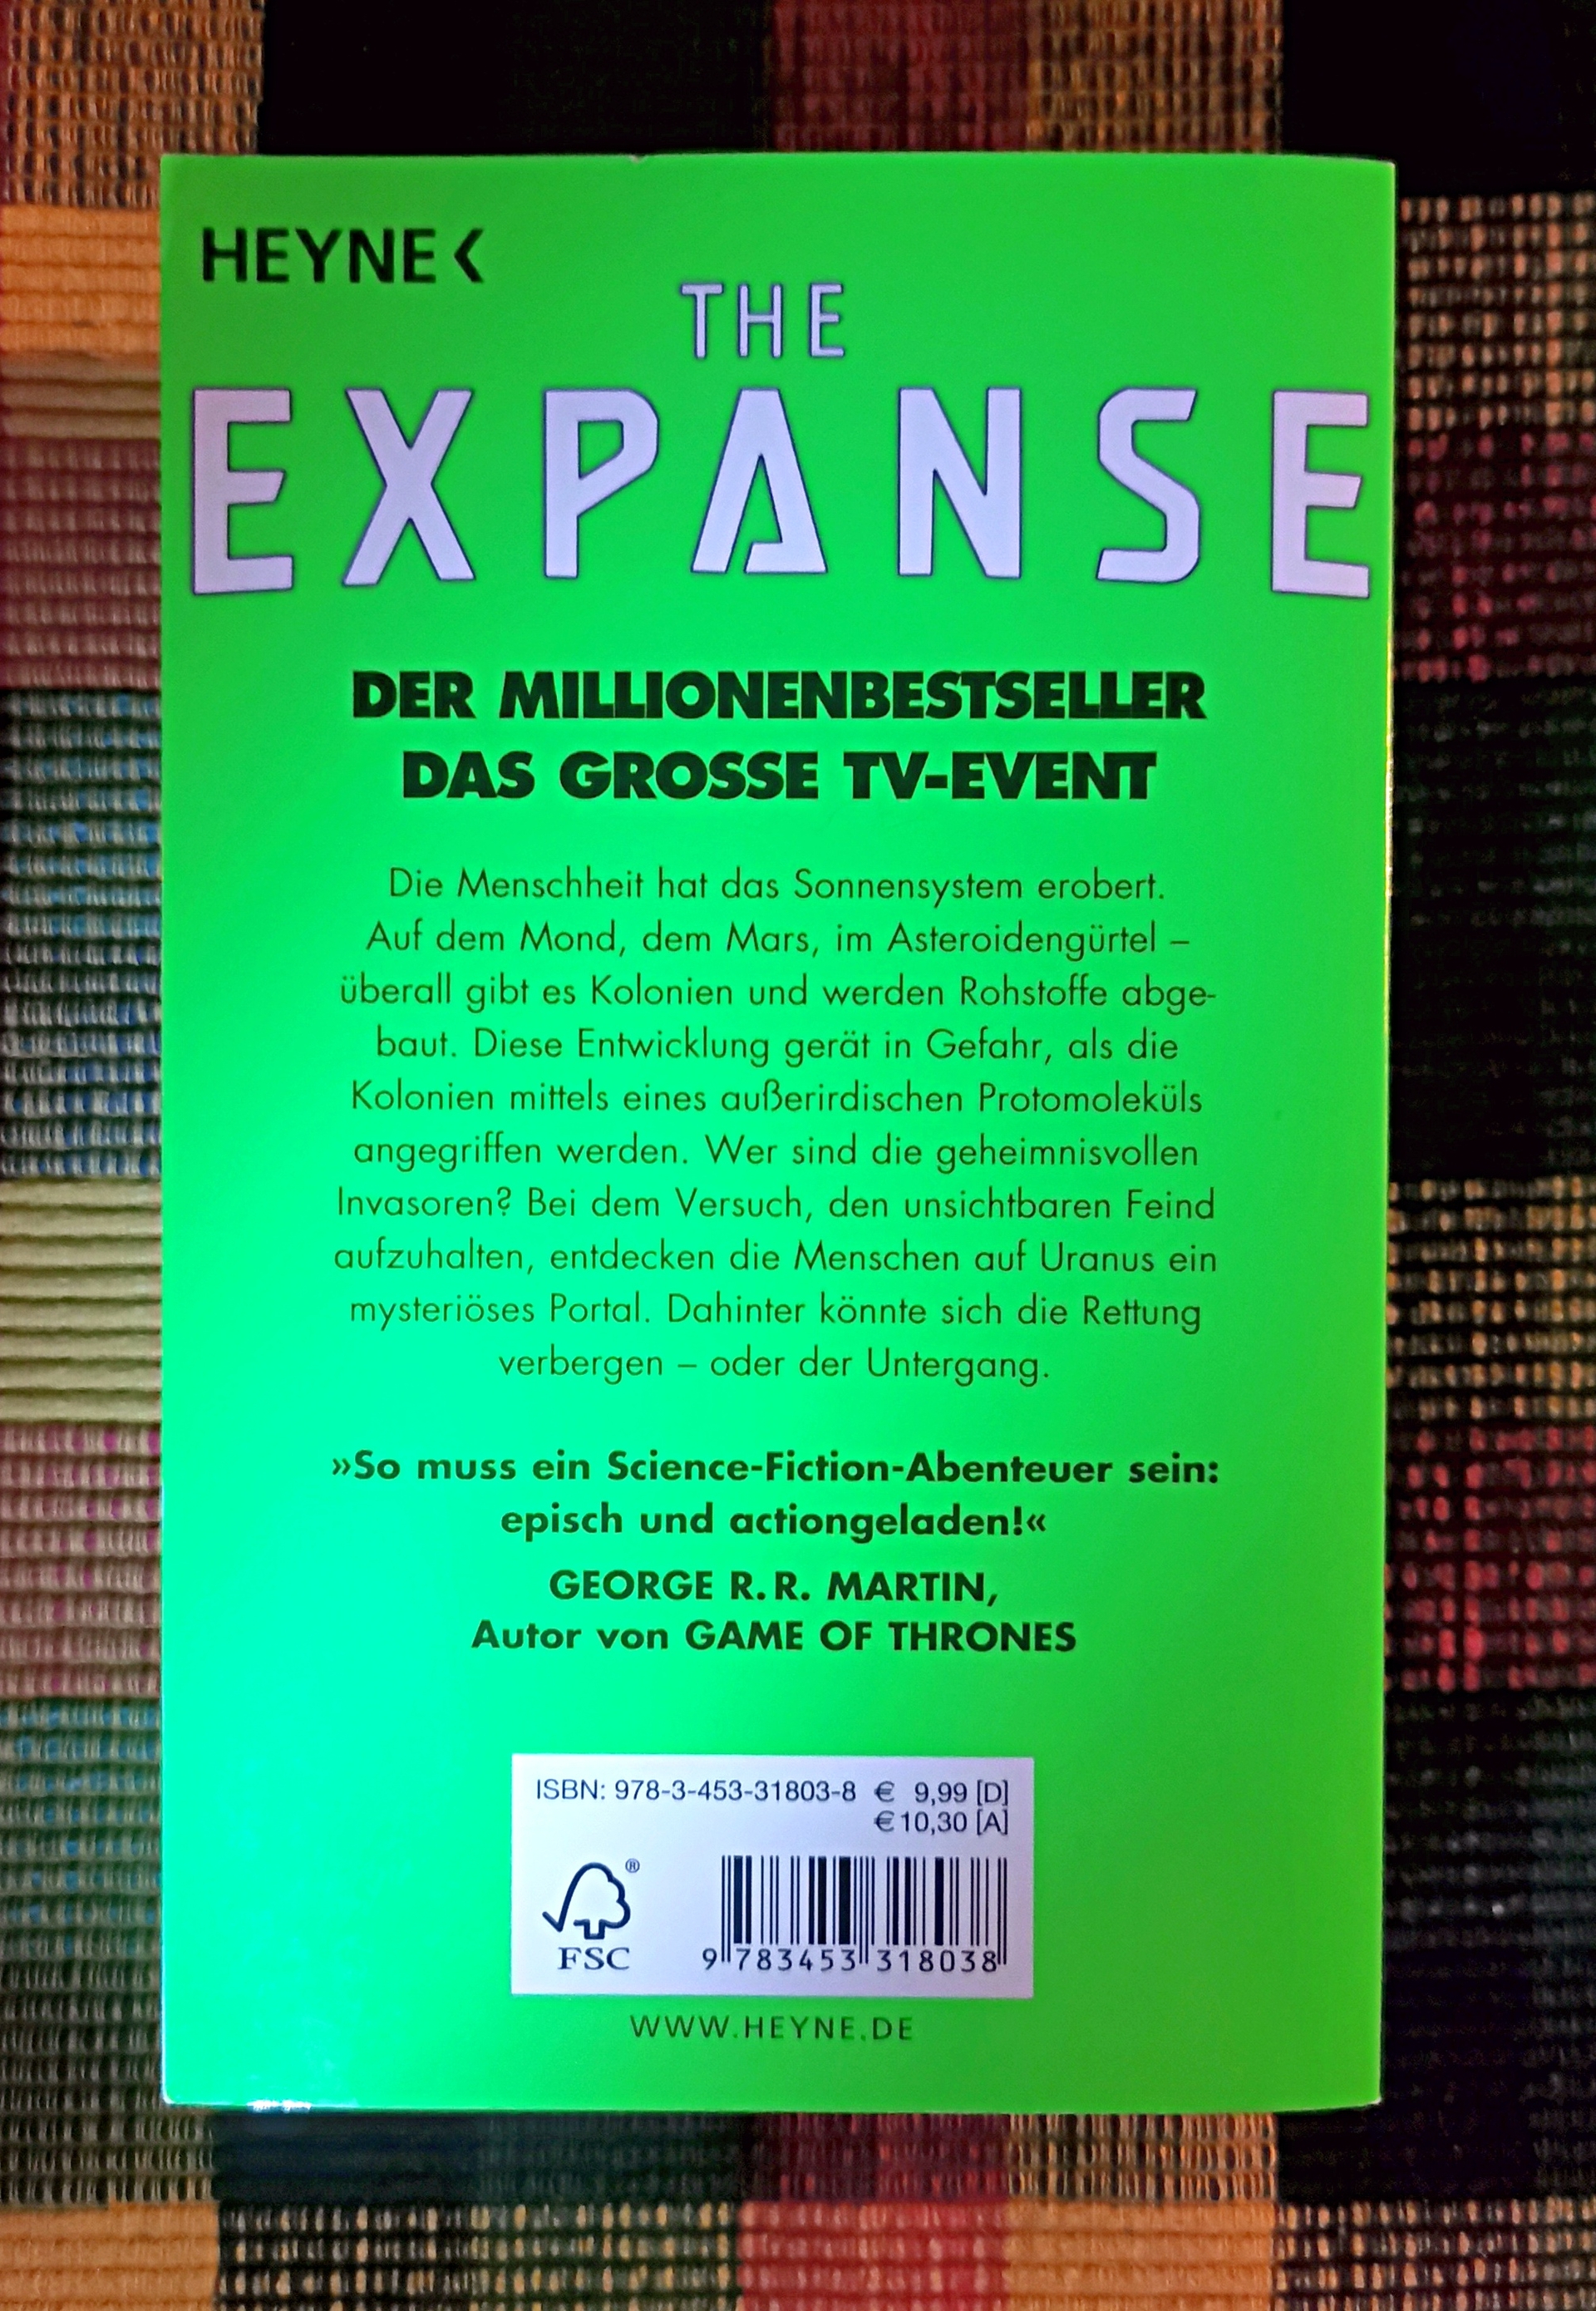 HEYNE <
THE
EXPANSE
DER MILLIONENBESTSELLER
DAS GROSSE TV-EVENT
Die Menschheit hat das Sonnensystem erobert.
Auf dem Mond, dem Mars, im Asteroidengürtel –
überall gibt es Kolonien und werden Rohstoffe abge-
baut. Diese Entwicklung gerät in Gefahr, als die
Kolonien mittels eines außerirdischen Protomoleküls
angegriffen werden. Wer sind die geheimnisvollen
Invasoren? Bei dem Versuch, den unsichtbaren Feind
aufzuhalten, entdecken die Menschen auf Uranus ein
mysteriöses Portal. Dahinter könnte sich die Rettung
verbergen – oder der Untergang.
»So muss ein Science-Fiction-Abenteuer sein:
episch und actiongeladen!«
GEORGE R. R. MARTIN,
Autor von GAME OF THRONES
ISBN: 978-3-453-31803-8 € 9,99 [D]
€ 10,30 [A]
®
FSC
9 783453 318038
WWW.HEYNE.DE